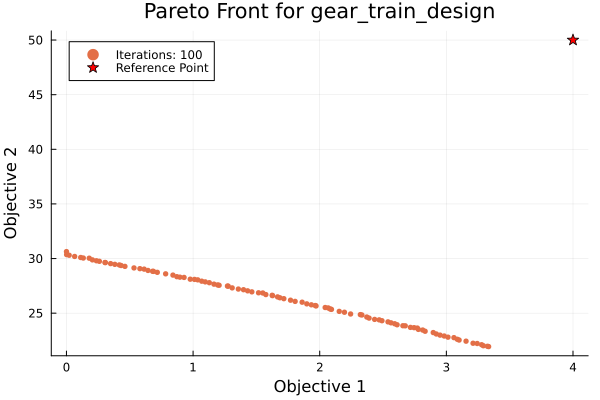 Pareto Front for gear_train_design
Iterations: 100
Reference Point
Objective 2
50
45
40
35
30
25
0 1 2 3 4
Objective 1